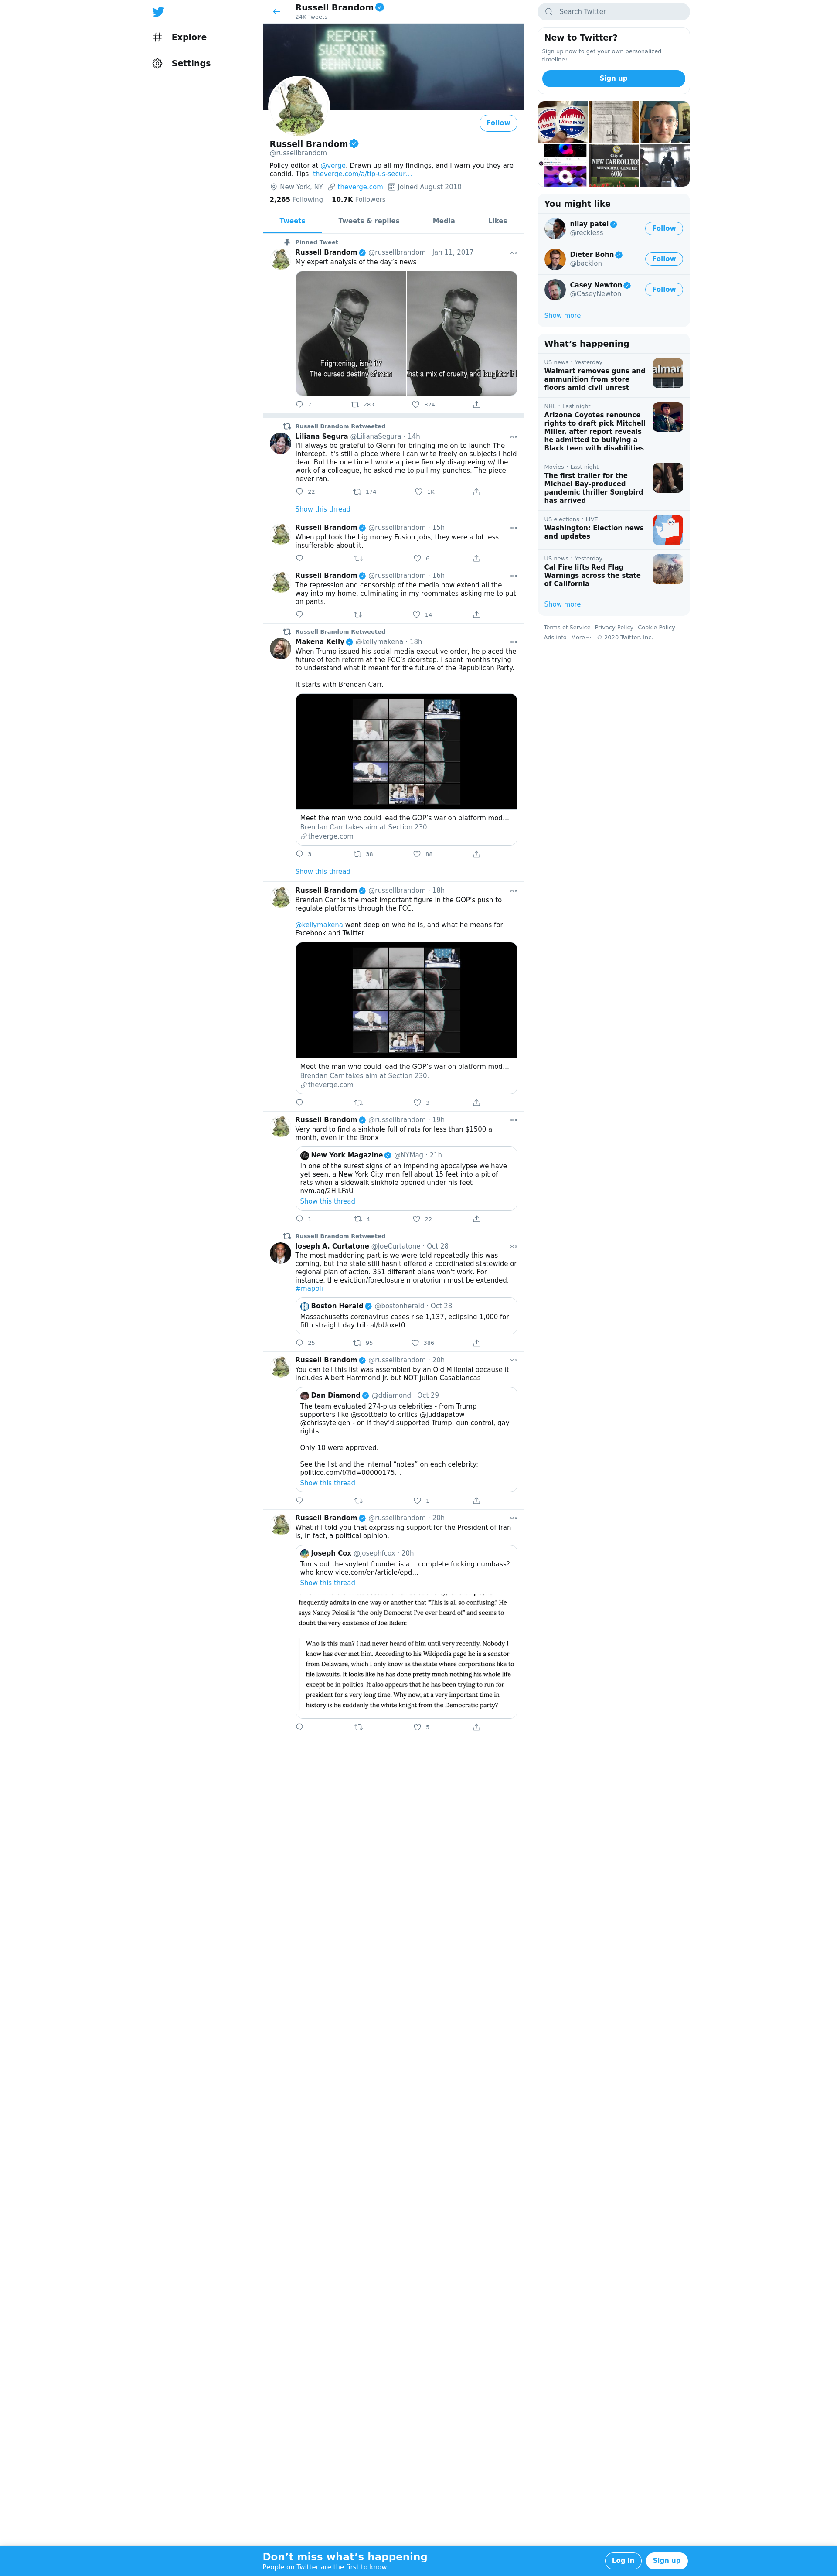 Explore
Settings
Russell Brandom
24K Tweets
REPORT
SUSPICIOUS
BEHAVIOUR
Follow
Russell Brandom
@russellbrandom
Policy editor at @verge. Drawn up all my findings, and I warn you they are
candid. Tips: theverge.com/a/tip-us-secur…
New York, NY theverge.com Joined August 2010
2,265 Following 10.7K Followers
Tweets Tweets & replies Media Likes
Pinned Tweet
Russell Brandom @russellbrandom · Jan 11, 2017
My expert analysis of the day’s news
Frightening, isn't it?
The cursed destiny of man
that a mix of cruelty and laughter it i
7 283 824
Russell Brandom Retweeted
Liliana Segura @LilianaSegura · 14h
I'll always be grateful to Glenn for bringing me on to launch The
Intercept. It’s still a place where I can write freely on subjects I hold
dear. But the one time I wrote a piece fiercely disagreeing w/ the
work of a colleague, he asked me to pull my punches. The piece
never ran.
22 174 1K
Show this thread
Russell Brandom @russellbrandom · 15h
When ppl took the big money Fusion jobs, they were a lot less
insufferable about it.
6
Russell Brandom @russellbrandom · 16h
The repression and censorship of the media now extend all the
way into my home, culminating in my roommates asking me to put
on pants.
14
Russell Brandom Retweeted
Makena Kelly @kellymakena · 18h
When Trump issued his social media executive order, he placed the
future of tech reform at the FCC’s doorstep. I spent months trying
to understand what it meant for the future of the Republican Party.
It starts with Brendan Carr.
Meet the man who could lead the GOP’s war on platform mod…
Brendan Carr takes aim at Section 230.
theverge.com
3 38 88
Show this thread
Russell Brandom @russellbrandom · 18h
Brendan Carr is the most important figure in the GOP’s push to
regulate platforms through the FCC.
@kellymakena went deep on who he is, and what he means for
Facebook and Twitter.
Meet the man who could lead the GOP’s war on platform mod…
Brendan Carr takes aim at Section 230.
theverge.com
3
Russell Brandom @russellbrandom · 19h
Very hard to find a sinkhole full of rats for less than $1500 a
month, even in the Bronx
New York Magazine @NYMag · 21h
In one of the surest signs of an impending apocalypse we have
yet seen, a New York City man fell about 15 feet into a pit of
rats when a sidewalk sinkhole opened under his feet
nym.ag/2HJLFaU
Show this thread
1 4 22
Russell Brandom Retweeted
Joseph A. Curtatone @JoeCurtatone · Oct 28
The most maddening part is we were told repeatedly this was
coming, but the state still hasn't offered a coordinated statewide or
regional plan of action. 351 different plans won't work. For
instance, the eviction/foreclosure moratorium must be extended.
#mapoli
Boston Herald @bostonherald · Oct 28
Massachusetts coronavirus cases rise 1,137, eclipsing 1,000 for
fifth straight day trib.al/bUoxet0
25 95 386
Russell Brandom @russellbrandom · 20h
You can tell this list was assembled by an Old Millenial because it
includes Albert Hammond Jr. but NOT Julian Casablancas
Dan Diamond @ddiamond · Oct 29
The team evaluated 274-plus celebrities - from Trump
supporters like @scottbaio to critics @juddapatow
@chrissyteigen - on if they’d supported Trump, gun control, gay
rights.
Only 10 were approved.
See the list and the internal “notes” on each celebrity:
politico.com/f/?id=00000175…
Show this thread
1
Russell Brandom @russellbrandom · 20h
What if I told you that expressing support for the President of Iran
is, in fact, a political opinion.
Joseph Cox @josephfcox · 20h
Turns out the soylent founder is a... complete fucking dumbass?
who knew vice.com/en/article/epd…
Show this thread
frequently admits in one way or another that “This is all so confusing.” He
says Nancy Pelosi is “the only Democrat I’ve ever heard of” and seems to
doubt the very existence of Joe Biden:
Who is this man? I had never heard of him until very recently. Nobody I
know has ever met him. According to his Wikipedia page he is a senator
from Delaware, which I only know as the state where corporations like to
file lawsuits. It looks like he has done pretty much nothing his whole life
except be in politics. It also appears that he has been trying to run for
president for a very long time. Why now, at a very important time in
history is he suddenly the white knight from the Democratic party?
5
Search Twitter
New to Twitter?
Sign up now to get your own personalized
timeline!
Sign up
City of
NEW CARROLLTON
MUNICIPAL CENTER
6016
You might like
nilay patel
@reckless
Follow
Dieter Bohn
@backlon
Follow
Casey Newton
@CaseyNewton
Follow
Show more
What’s happening
US news · Yesterday
Walmart removes guns and
ammunition from store
floors amid civil unrest
almar
NHL · Last night
Arizona Coyotes renounce
rights to draft pick Mitchell
Miller, after report reveals
he admitted to bullying a
Black teen with disabilities
Movies · Last night
The first trailer for the
Michael Bay-produced
pandemic thriller Songbird
has arrived
US elections · LIVE
Washington: Election news
and updates
US news · Yesterday
Cal Fire lifts Red Flag
Warnings across the state
of California
Show more
Terms of Service Privacy Policy Cookie Policy
Ads info More © 2020 Twitter, Inc.
Don’t miss what’s happening
People on Twitter are the first to know.
Log in
Sign up